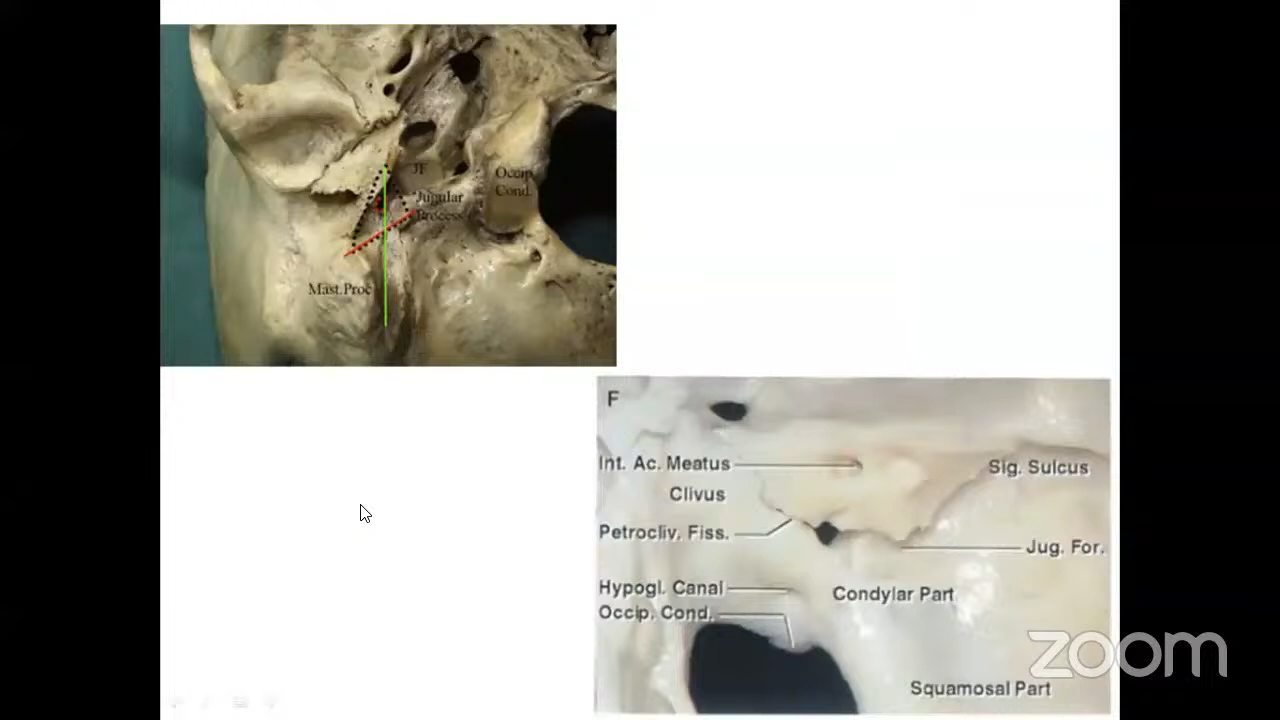 JF
Occip
Cond.
Jugular
Process
Mast.Proc
F
Int. Ac. Meatus
Sig. Sulcus
Clivus
Petrocliv. Fiss.
Jug. For.
Hypogl. Canal
Condylar Part
Occip. Cond.
Squamosal Part
zoom